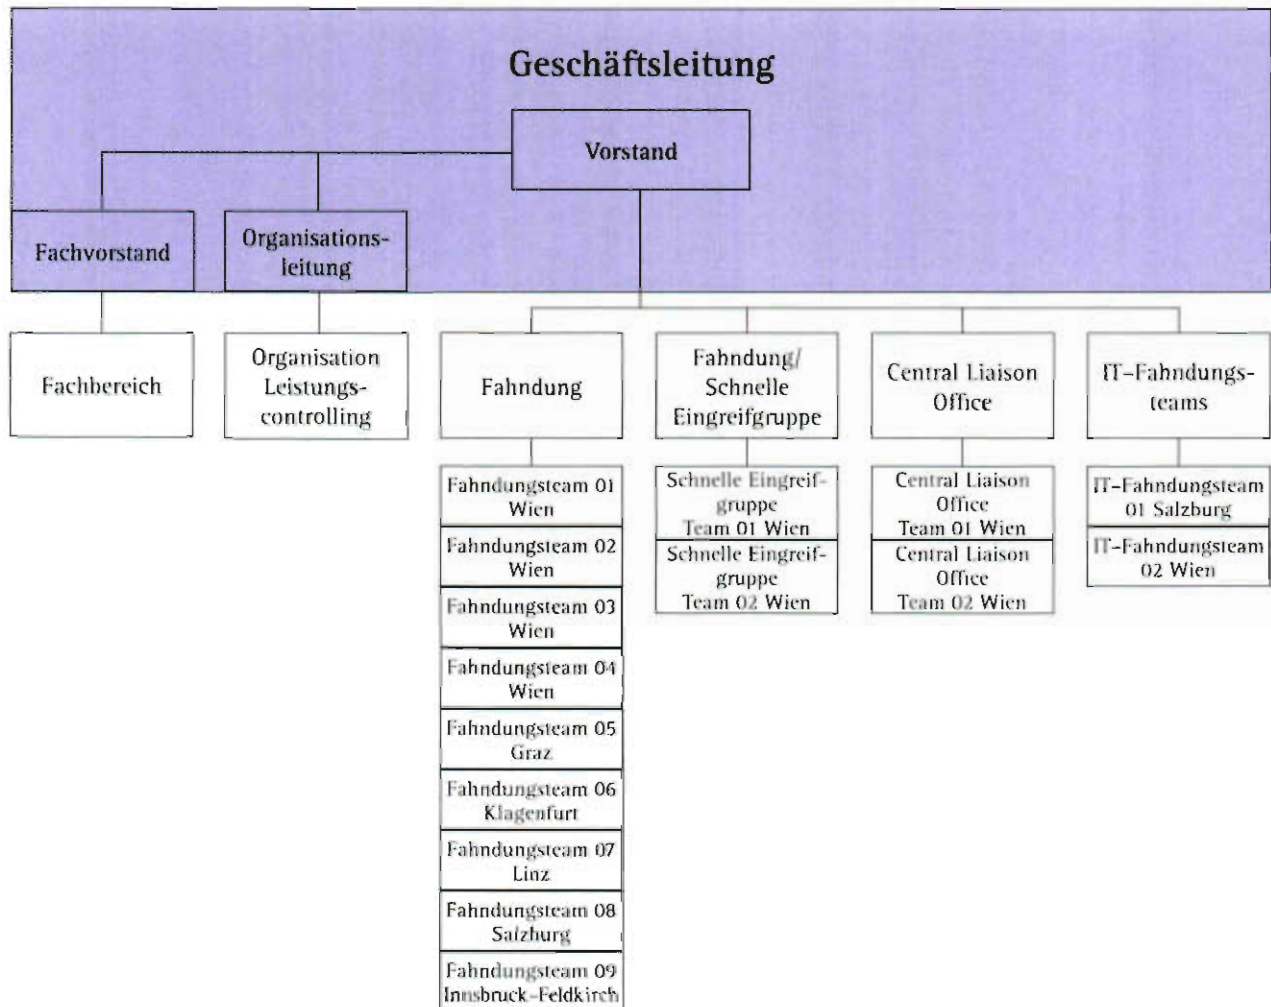 Geschäftsleitung
Vorstand
Fachvorstand
Organisations-
leitung
Fachbereich
Organisation
Leistungs-
controlling
Fahndung
Fahndung/
Schnelle
Eingreifgruppe
Central Liaison
Office
IT-Fahndungs-
teams
Fahndungsteam 01
Wien
Fahndungsteam 02
Wien
Fahndungsteam 03
Wien
Fahndungsteam 04
Wien
Fahndungsteam 05
Graz
Fahndungsteam 06
Klagenfurt
Fahndungsteam 07
Linz
Fahndungsteam 08
Salzburg
Fahndungsteam 09
Innsbruck-Feldkirch
Schnelle Eingreif-
gruppe
Team 01 Wien
Schnelle Eingreif-
gruppe
Team 02 Wien
Central Liaison
Office
Team 01 Wien
Central Liaison
Office
Team 02 Wien
IT-Fahndungsteam
01 Salzburg
IT-Fahndungsteam
02 Wien